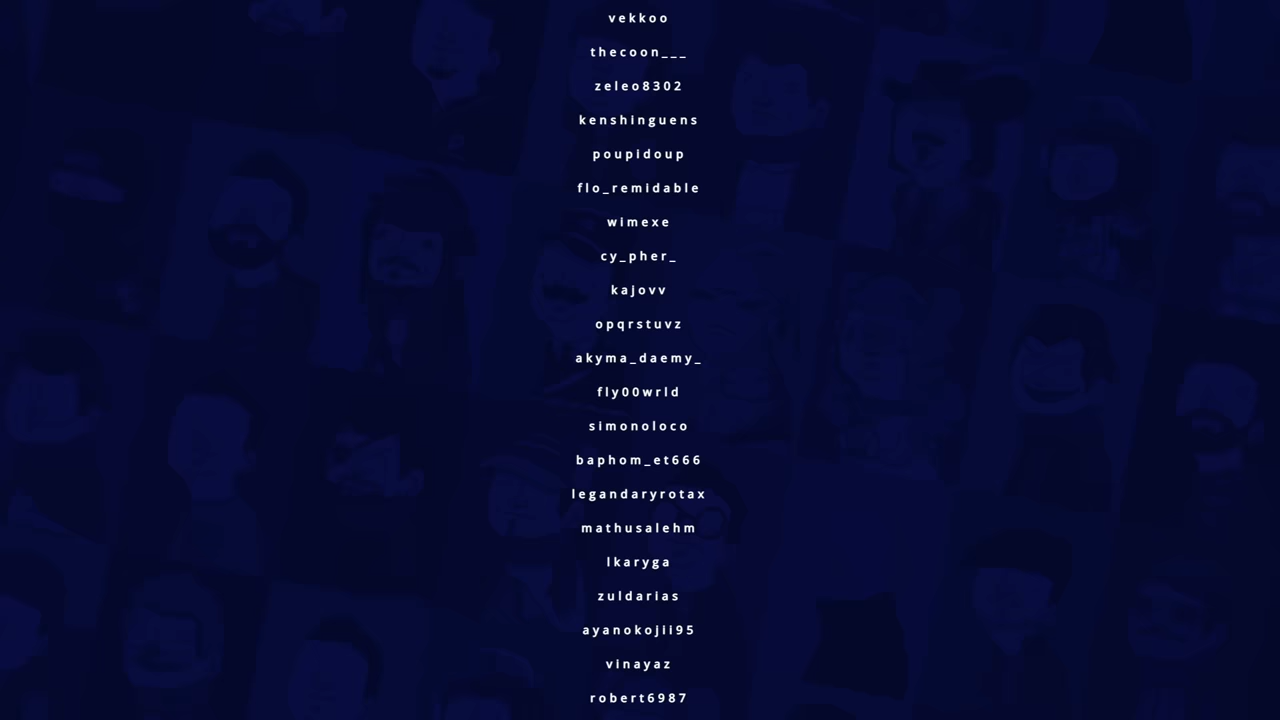 vekkoo
thecoon___
zeleo8302
kenshinguens
poupidoup
flo_remidable
wimexe
cy_pher_
kajovv
opqrstuvz
akyma_daemy_
fly00wrld
simonoloco
baphom_et666
legandaryrotax
mathusalehm
lkaryga
zuldarias
ayanokojii95
vinayaz
robert6987